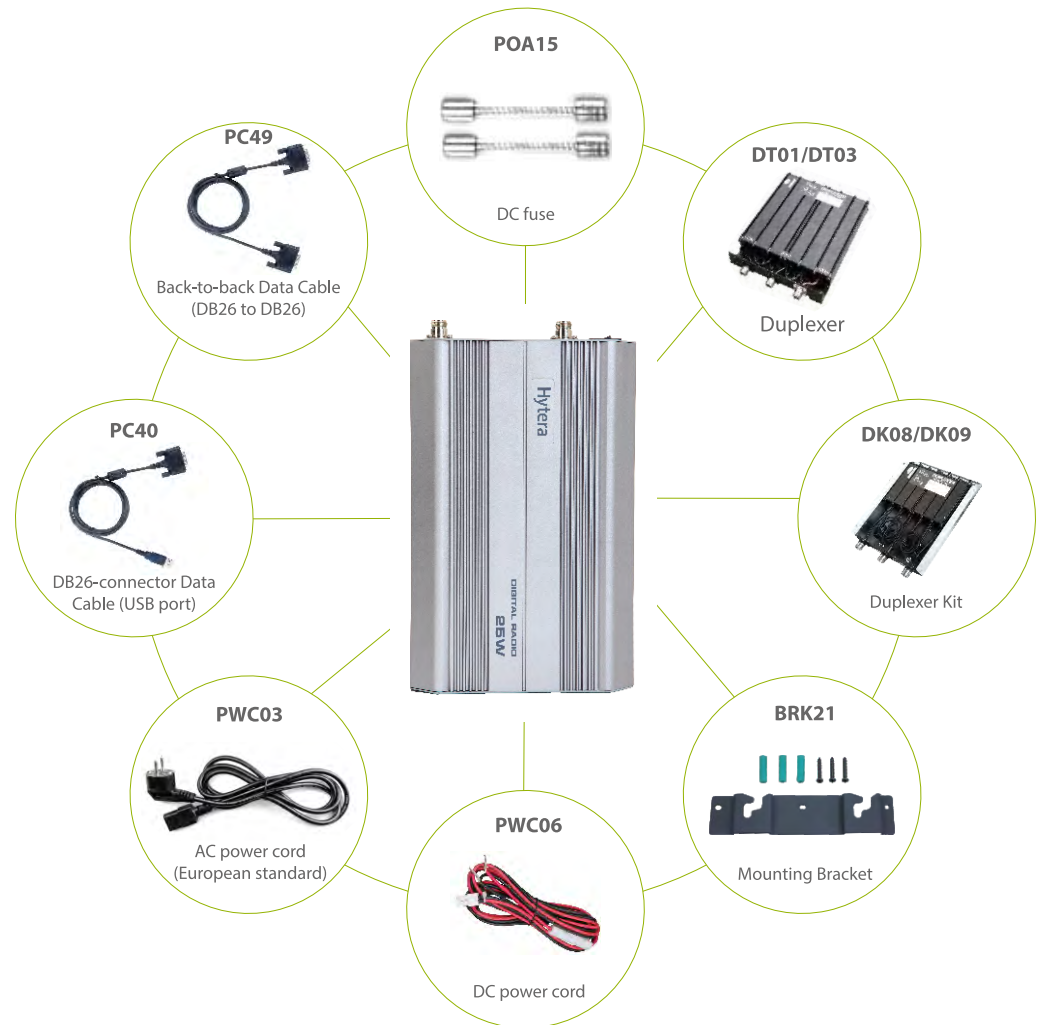 POA15
DC fuse
PC49
Back-to-back Data Cable
(DB26 to DB26)
DT01/DT03
Duplexer
PC40
DB26-connector Data
Cable (USB port)
Hytera
DIGITAL RADIO
25W
DK08/DK09
Duplexer Kit
PWC03
AC power cord
(European standard)
BRK21
Mounting Bracket
PWC06
DC power cord